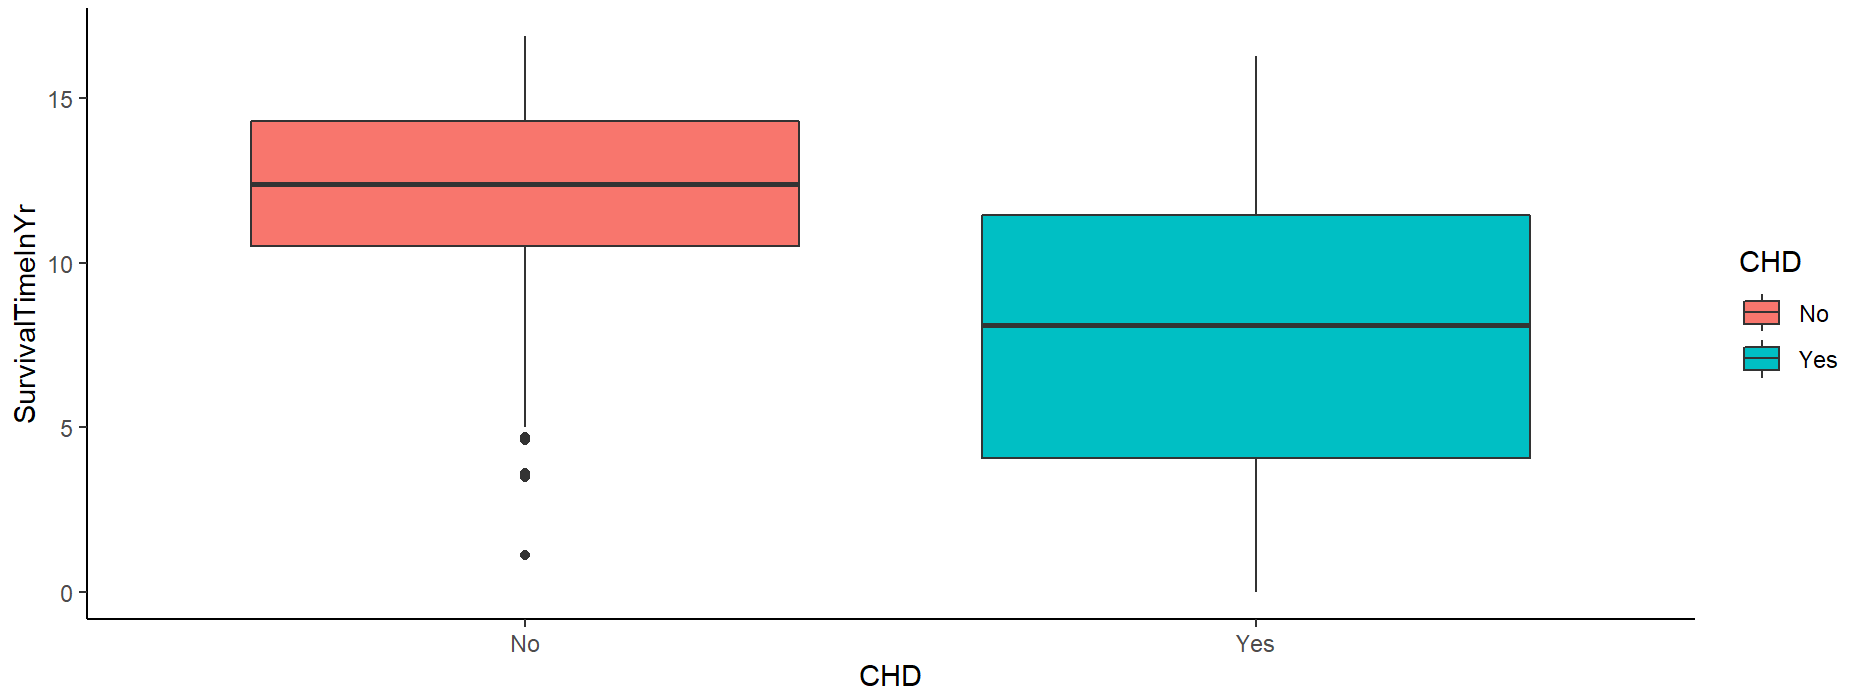 SurvivalTimeInYr
15
10
5
0
No
Yes
CHD
CHD
No
Yes